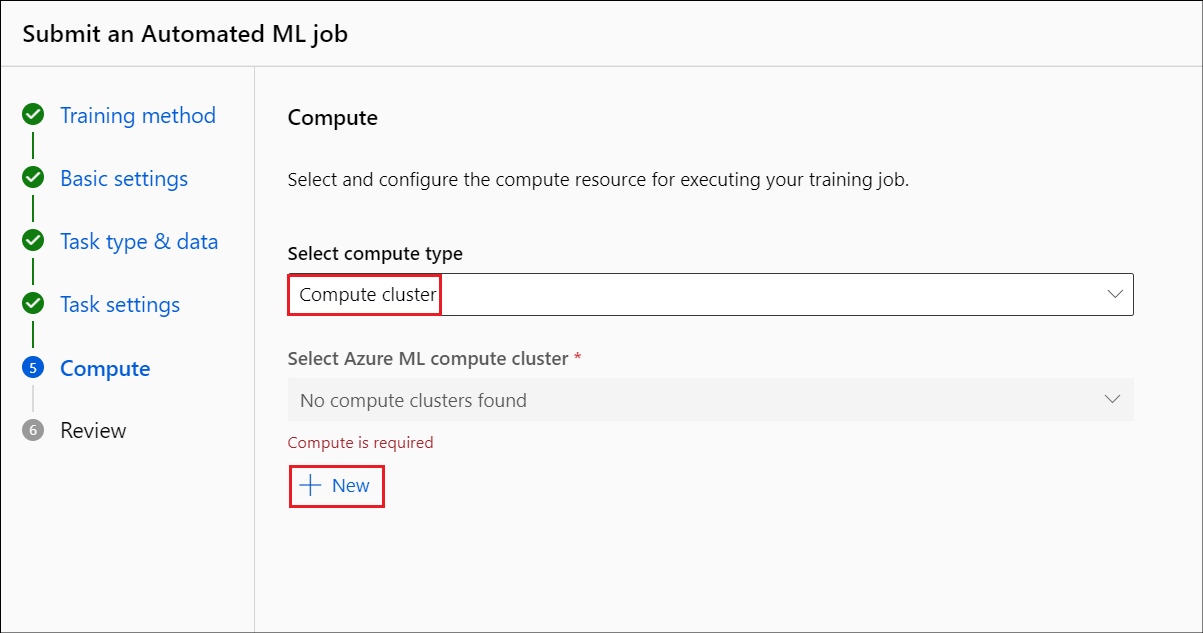 Submit an Automated ML job
Training method
Basic settings
Task type & data
Task settings
5 Compute
6 Review
Compute
Select and configure the compute resource for executing your training job.
Select compute type
Compute cluster
Select Azure ML compute cluster *
No compute clusters found
Compute is required
+ New